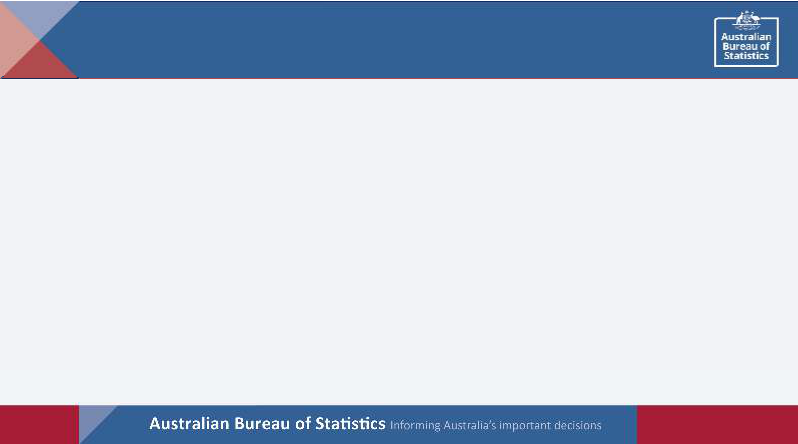 Australian
Bureau of
Statistics
Australian Bureau of Statistics Informing Australia's important decisions